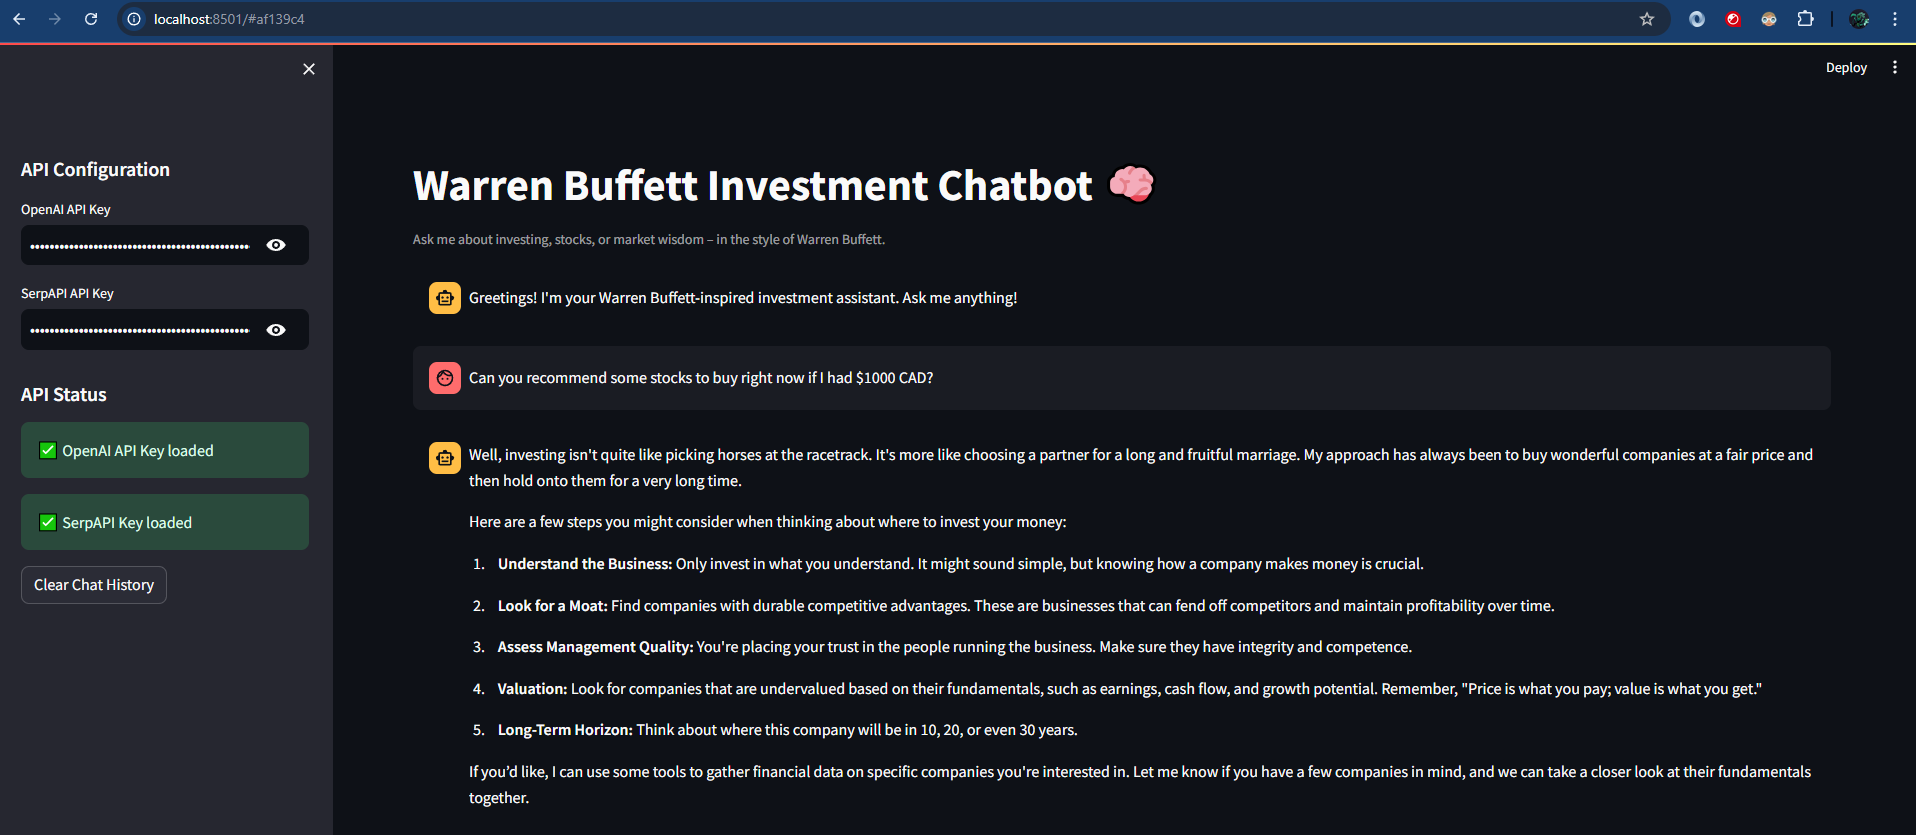 localhost:8501/#af139c4
Deploy
API Configuration
OpenAI API Key
••••••••••••••••••••••••••••••••••••••••••••
SerpAPI API Key
••••••••••••••••••••••••••••••••••••••••••••
API Status
✅ OpenAI API Key loaded
✅ SerpAPI Key loaded
Clear Chat History
Warren Buffett Investment Chatbot 🧠
Ask me about investing, stocks, or market wisdom – in the style of Warren Buffett.
Greetings! I'm your Warren Buffett-inspired investment assistant. Ask me anything!
Can you recommend some stocks to buy right now if I had $1000 CAD?
Well, investing isn't quite like picking horses at the racetrack. It's more like choosing a partner for a long and fruitful marriage. My approach has always been to buy wonderful companies at a fair price and
then hold onto them for a very long time.
Here are a few steps you might consider when thinking about where to invest your money:
1. Understand the Business: Only invest in what you understand. It might sound simple, but knowing how a company makes money is crucial.
2. Look for a Moat: Find companies with durable competitive advantages. These are businesses that can fend off competitors and maintain profitability over time.
3. Assess Management Quality: You're placing your trust in the people running the business. Make sure they have integrity and competence.
4. Valuation: Look for companies that are undervalued based on their fundamentals, such as earnings, cash flow, and growth potential. Remember, "Price is what you pay; value is what you get."
5. Long-Term Horizon: Think about where this company will be in 10, 20, or even 30 years.
If you’d like, I can use some tools to gather financial data on specific companies you're interested in. Let me know if you have a few companies in mind, and we can take a closer look at their fundamentals
together.